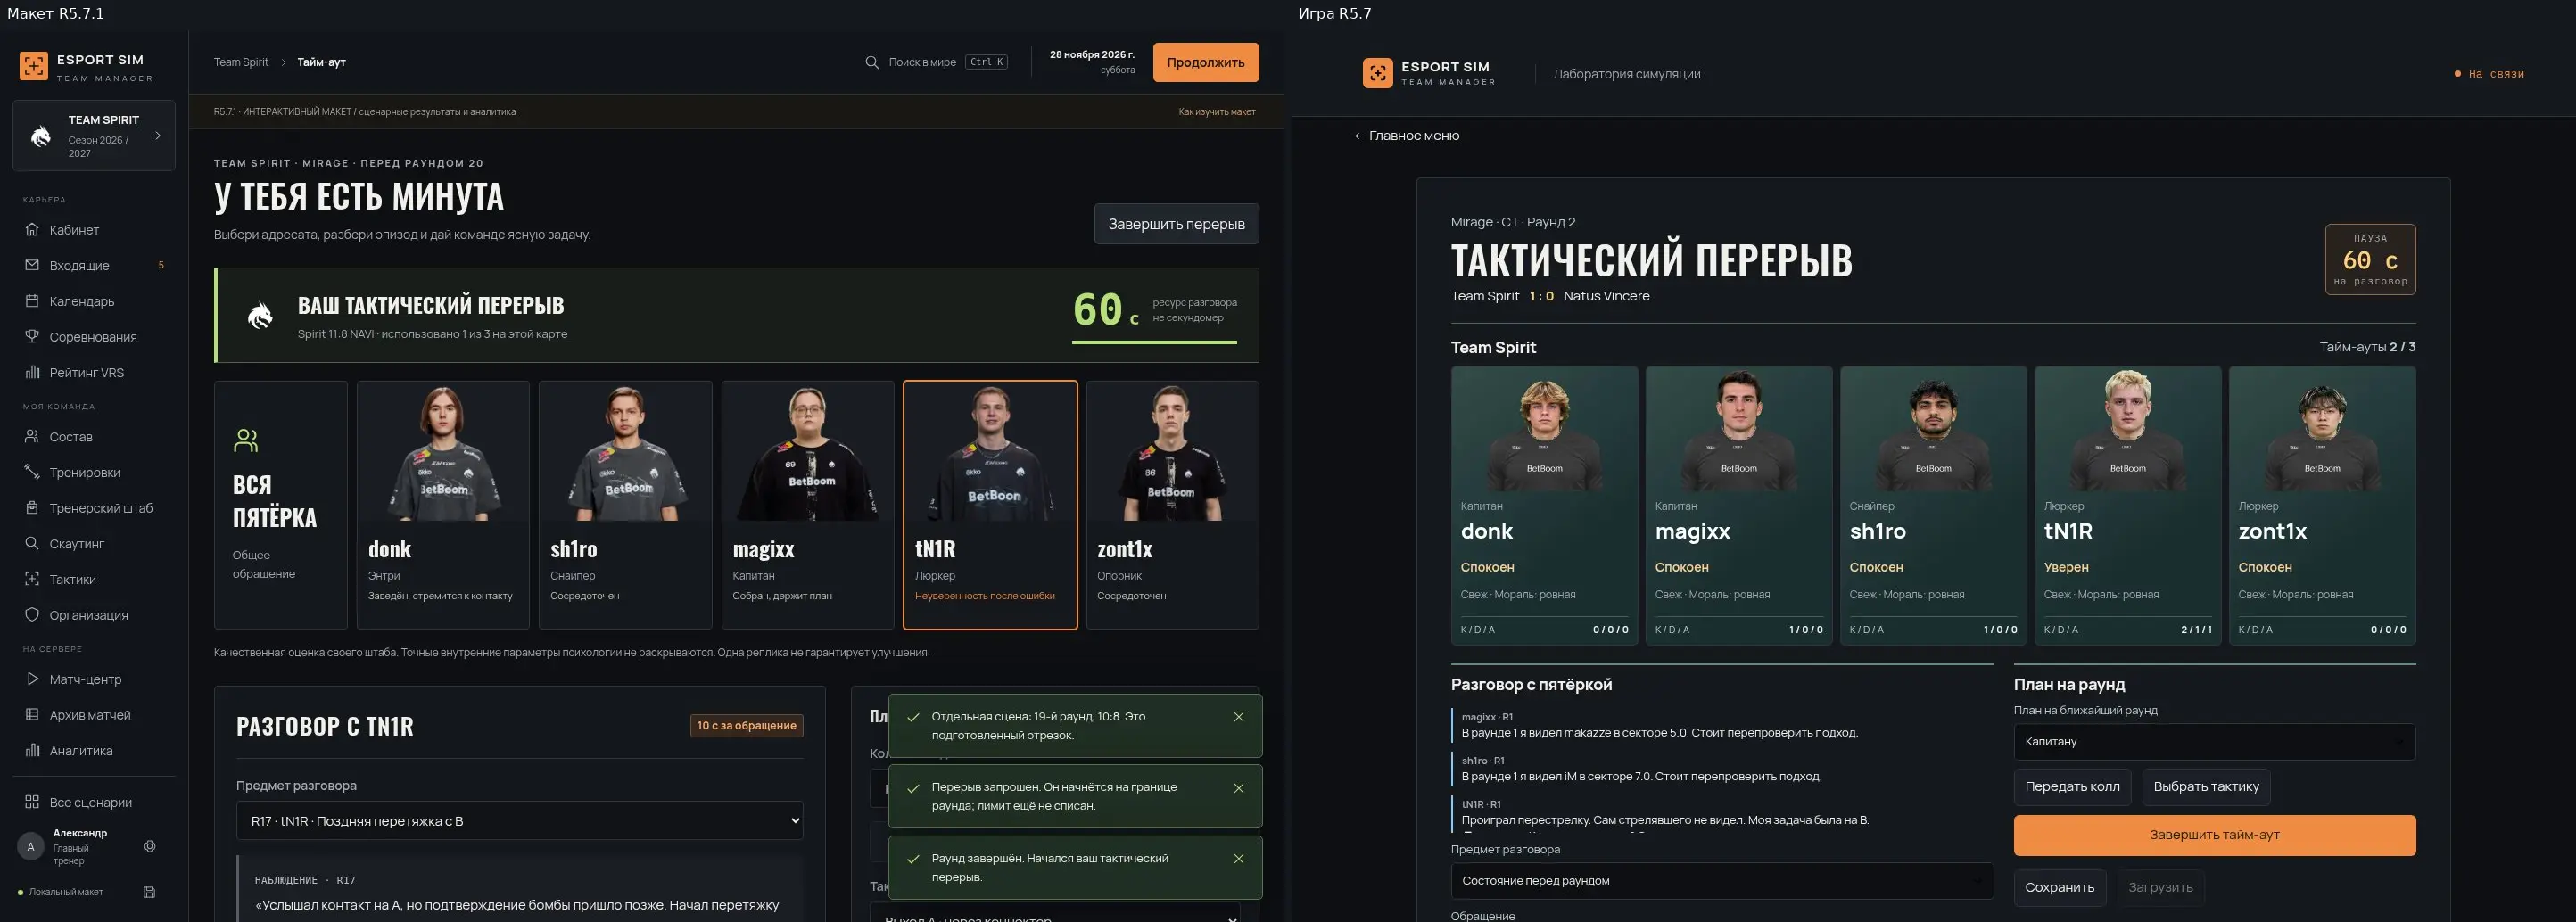 Макет R5.7.1
ESPORT SIM
TEAM MANAGER
TEAM SPIRIT
Сезон 2026 /
2027
КАРЬЕРА
Кабинет
Входящие 5
Календарь
Соревнования
Рейтинг VRS
МОЯ КОМАНДА
Состав
Тренировки
Тренерский штаб
Скаутинг
Тактики
Организация
НА СЕРВЕРЕ
Матч-центр
Архив матчей
Аналитика
Все сценарии
А
Александр
Главный
тренер
Локальный макет
Team Spirit > Тайм-аут
Поиск в мире Ctrl K
28 ноября 2026 г.
суббота
Продолжить
R5.7.1 · ИНТЕРАКТИВНЫЙ МАКЕТ / сценарные результаты и аналитика
Как изучить макет
TEAM SPIRIT · MIRAGE · ПЕРЕД РАУНДОМ 20
У ТЕБЯ ЕСТЬ МИНУТА
Выбери адресата, разбери эпизод и дай команде ясную задачу.
Завершить перерыв
ВАШ ТАКТИЧЕСКИЙ ПЕРЕРЫВ
Spirit 11:8 NAVI · использовано 1 из 3 на этой карте
60 с
ресурс разговора
не секундомер
ВСЯ
ПЯТЁРКА
Общее
обращение
BetBoom
donk
Энтри
Заведён, стремится к контакту
BetBoom
sh1ro
Снайпер
Сосредоточен
69
BetBoom
magixx
Капитан
Собран, держит план
BetBoom
tN1R
Люркер
Неуверенность после ошибки
86
BetBoom
zont1x
Опорник
Сосредоточен
Качественная оценка своего штаба. Точные внутренние параметры психологии не раскрываются. Одна реплика не гарантирует улучшения.
РАЗГОВОР С TN1R
10 с за обращение
Предмет разговора
R17 · tN1R · Поздняя перетяжка с B
НАБЛЮДЕНИЕ · R17
«Услышал контакт на А, но подтверждение бомбы пришло позже. Начал перетяжку
Отдельная сцена: 19-й раунд, 10:8. Это
подготовленный отрезок.
Перерыв запрошен. Он начнётся на границе
раунда; лимит ещё не списан.
Раунд завершён. Начался ваш тактический
перерыв.
Игра R5.7
ESPORT SIM
TEAM MANAGER
Лаборатория симуляции
На связи
← Главное меню
Mirage · CT · Раунд 2
ТАКТИЧЕСКИЙ ПЕРЕРЫВ
Team Spirit 1 : 0 Natus Vincere
ПАУЗА
60 с
на разговор
Team Spirit
Тайм-ауты 2 / 3
BetBoom
Капитан
donk
Спокоен
Свеж · Мораль: ровная
K/D/A 0/0/0
BetBoom
Капитан
magixx
Спокоен
Свеж · Мораль: ровная
K/D/A 1/0/0
BetBoom
Снайпер
sh1ro
Спокоен
Свеж · Мораль: ровная
K/D/A 1/0/0
BetBoom
Люркер
tN1R
Уверен
Свеж · Мораль: ровная
K/D/A 2/1/1
BetBoom
Люркер
zont1x
Спокоен
Свеж · Мораль: ровная
K/D/A 0/0/0
Разговор с пятёркой
magixx · R1
В раунде 1 я видел makazze в секторе 5.0. Стоит перепроверить подход.
sh1ro · R1
В раунде 1 я видел iM в секторе 7.0. Стоит перепроверить подход.
tN1R · R1
Проиграл перестрелку. Сам стрелявшего не видел. Моя задача была на B.
Предмет разговора
Состояние перед раундом
Обращение
План на раунд
План на ближайший раунд
Капитану
Передать колл
Выбрать тактику
Завершить тайм-аут
Сохранить
Загрузить